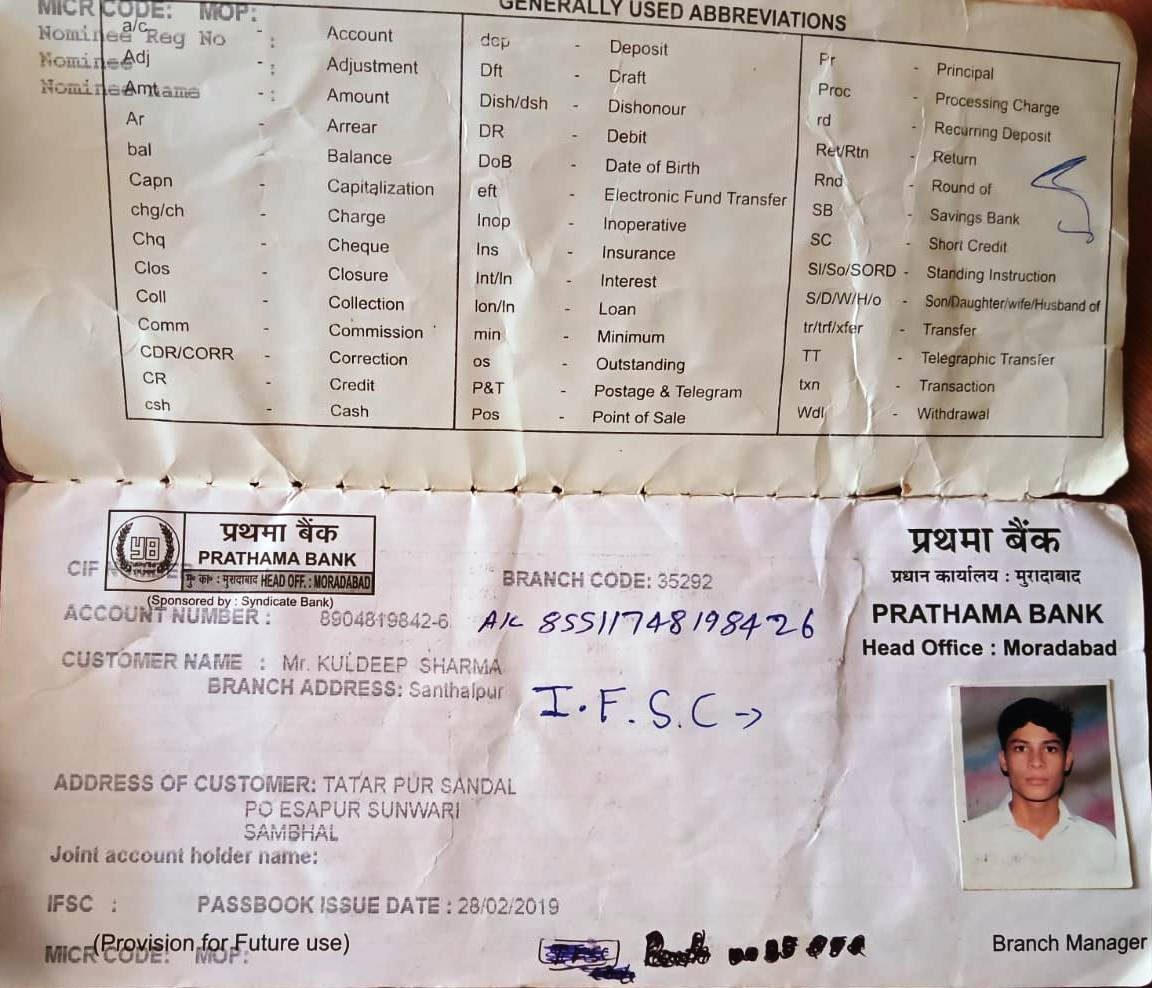 MICR CODE: MOP:
GENERALLY USED ABBREVIATIONS
Nominee Reg No :
Nominee :
Nominee Name :
a/c - Account
Adj - Adjustment
Amt - Amount
Ar - Arrear
bal - Balance
Capn - Capitalization
chg/ch - Charge
Chq - Cheque
Clos - Closure
Coll - Collection
Comm - Commission
CDR/CORR - Correction
CR - Credit
csh - Cash
dep - Deposit
Dft - Draft
Dish/dsh - Dishonour
DR - Debit
DoB - Date of Birth
eft - Electronic Fund Transfer
Inop - Inoperative
Ins - Insurance
Int/In - Interest
lon/ln - Loan
min - Minimum
os - Outstanding
P&T - Postage & Telegram
Pos - Point of Sale
Pr - Principal
Proc - Processing Charge
rd - Recurring Deposit
Ret/Rtn - Return
Rnd - Round of
SB - Savings Bank
SC - Short Credit
SI/So/SORD - Standing Instruction
S/D/W/H/o - Son/Daughter/wife/Husband of
tr/trf/xfer - Transfer
TT - Telegraphic Transfer
txn - Transaction
Wdl - Withdrawal
प्रथमा बैंक
PRATHAMA BANK
मु० का० : मुरादाबाद HEAD OFF. : MORADABAD
(Sponsored by : Syndicate Bank)
प्रथमा बैंक
प्रधान कार्यालय : मुरादाबाद
PRATHAMA BANK
Head Office : Moradabad
CIF NUMBER
BRANCH CODE: 35292
ACCOUNT NUMBER : 8904819842-6 A/c 85511748198426
CUSTOMER NAME : Mr. KULDEEP SHARMA
BRANCH ADDRESS: Santhalpur
I.F.S.C →
ADDRESS OF CUSTOMER: TATAR PUR SANDAL
PO ESAPUR SUNWARI
SAMBHAL
Joint account holder name:
IFSC : PASSBOOK ISSUE DATE : 28/02/2019
(Provision for Future use)
MICR CODE: MOP:
Branch Manager